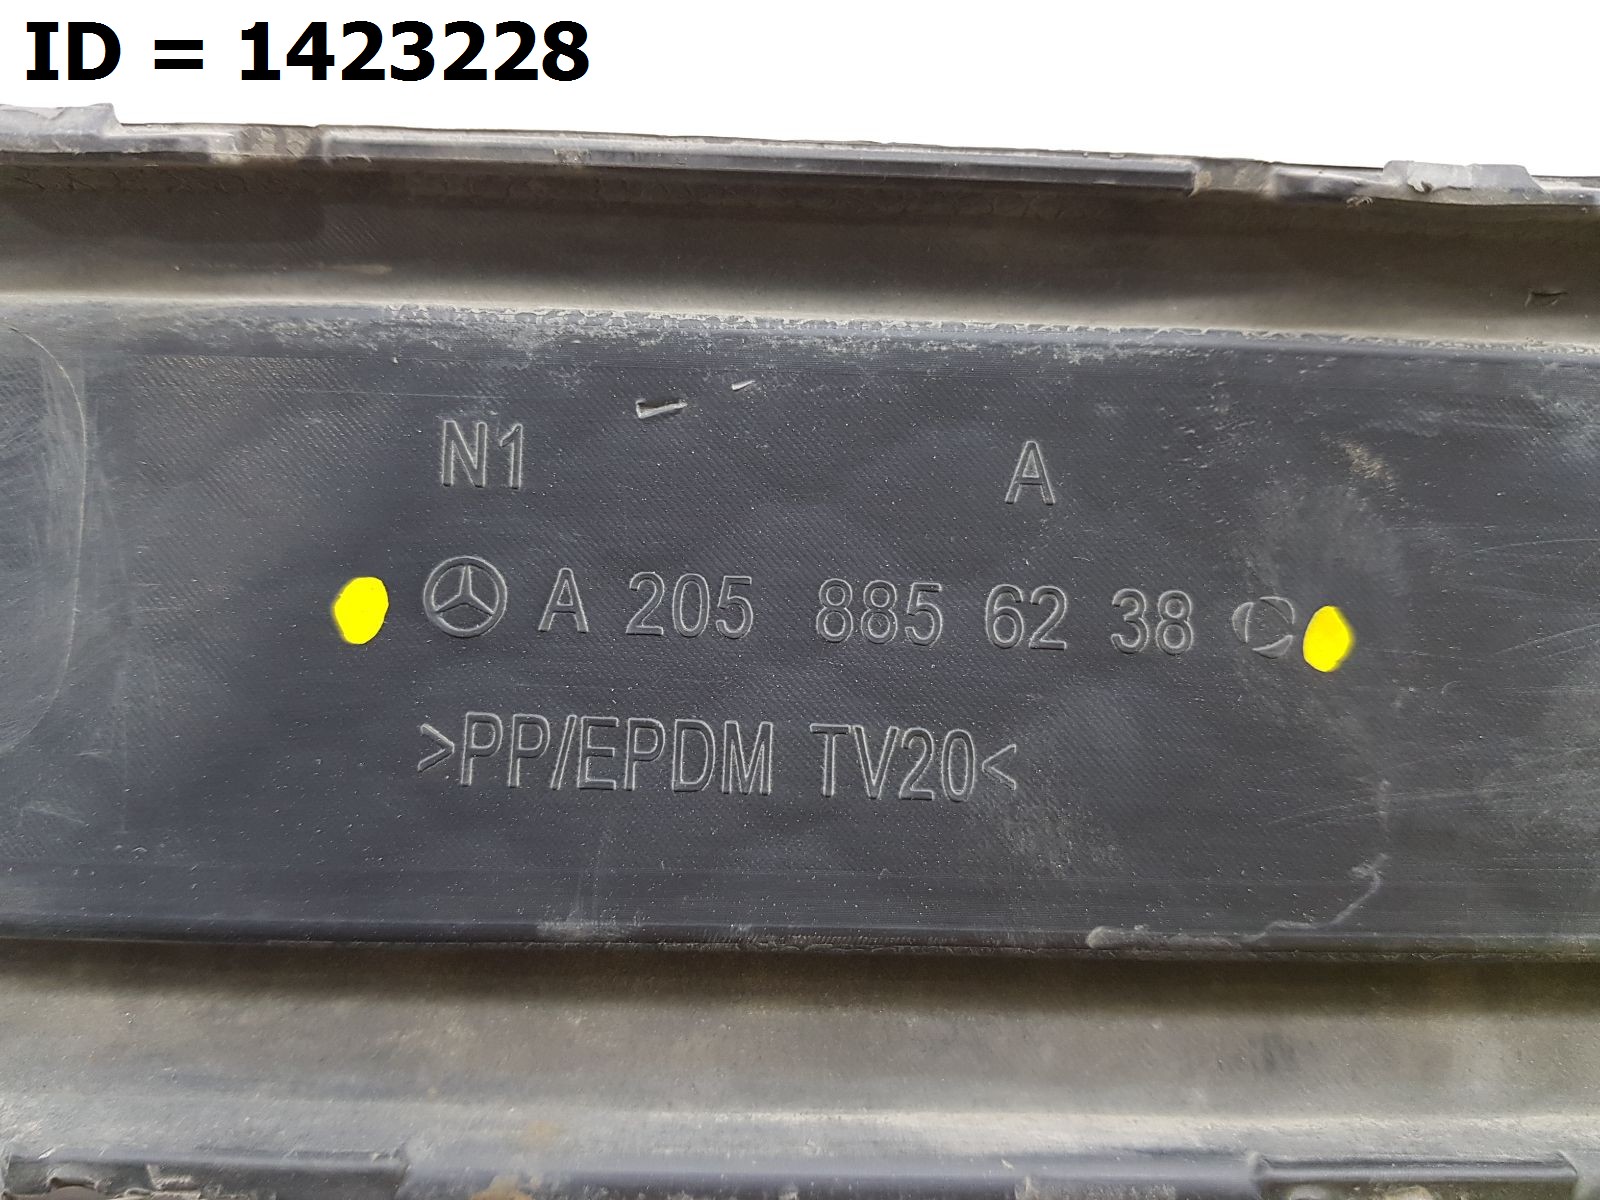 ID = 1423228
N1 A
A 205 885 62 38
>PP/EPDM TV20<